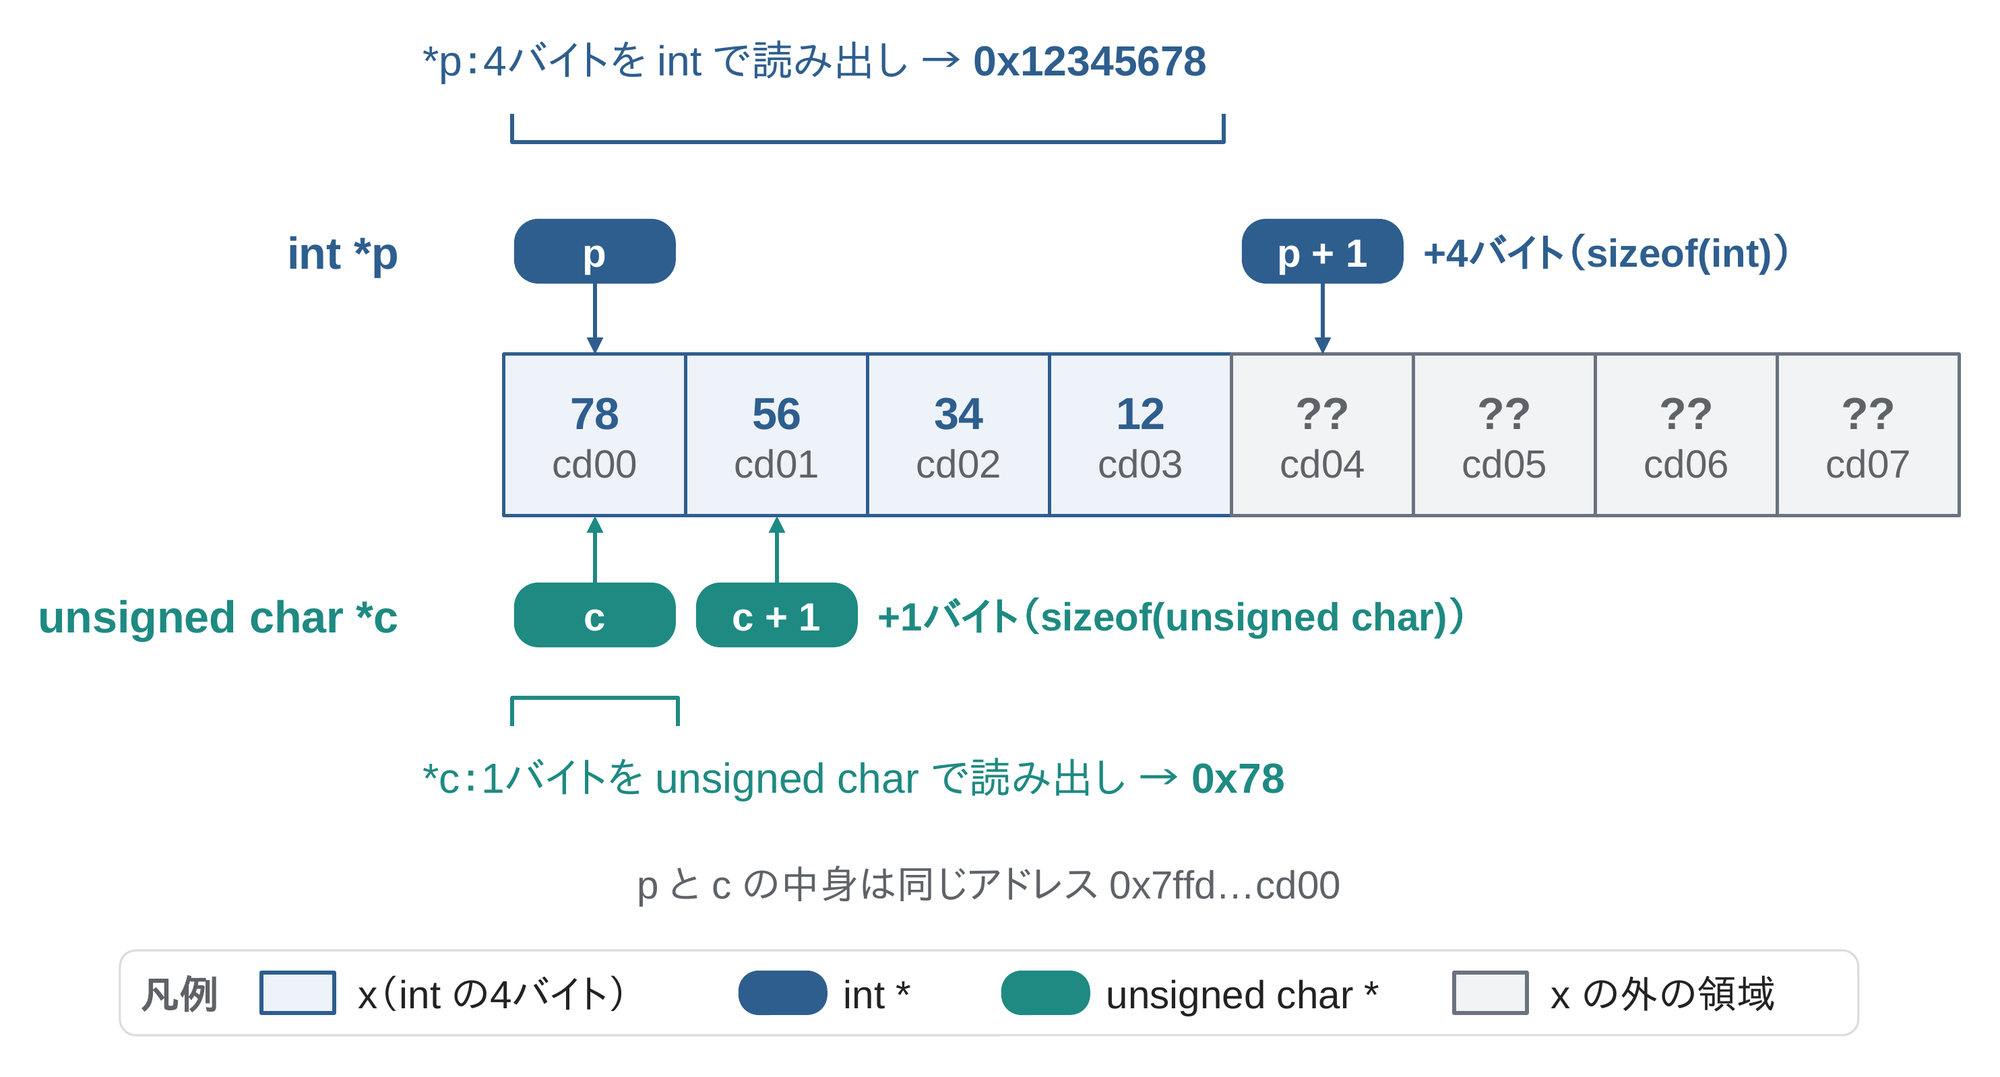 *p：4バイトを int で読み出し → 0x12345678
int *p
p
p + 1
+4バイト（sizeof(int)）
78
56
34
12
??
??
??
??
cd00
cd01
cd02
cd03
cd04
cd05
cd06
cd07
unsigned char *c
c
c + 1
+1バイト（sizeof(unsigned char)）
*c：1バイトを unsigned char で読み出し → 0x78
p と c の中身は同じアドレス 0x7ffd…cd00
凡例
x（int の4バイト）
int *
unsigned char *
x の外の領域